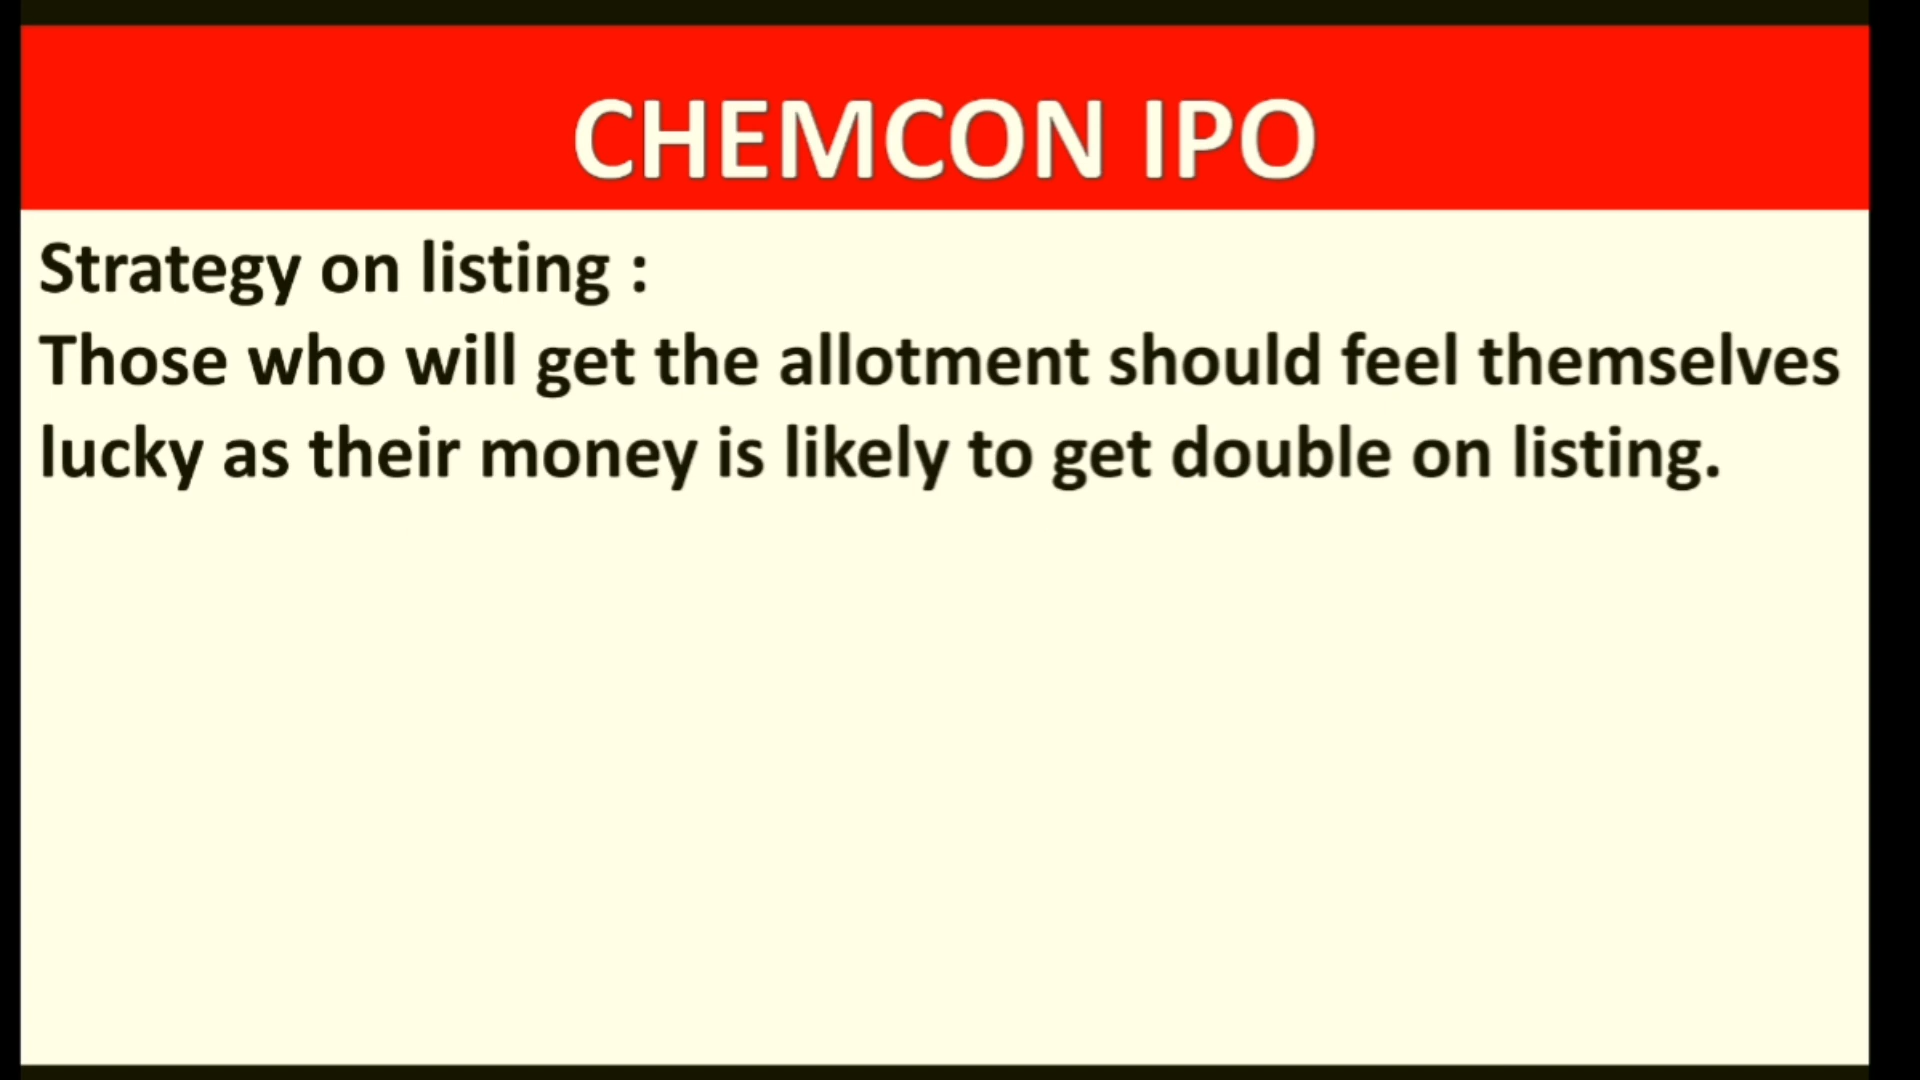 CHEMCON IPO
Strategy on listing :
Those who will get the allotment should feel themselves
lucky as their money is likely to get double on listing.